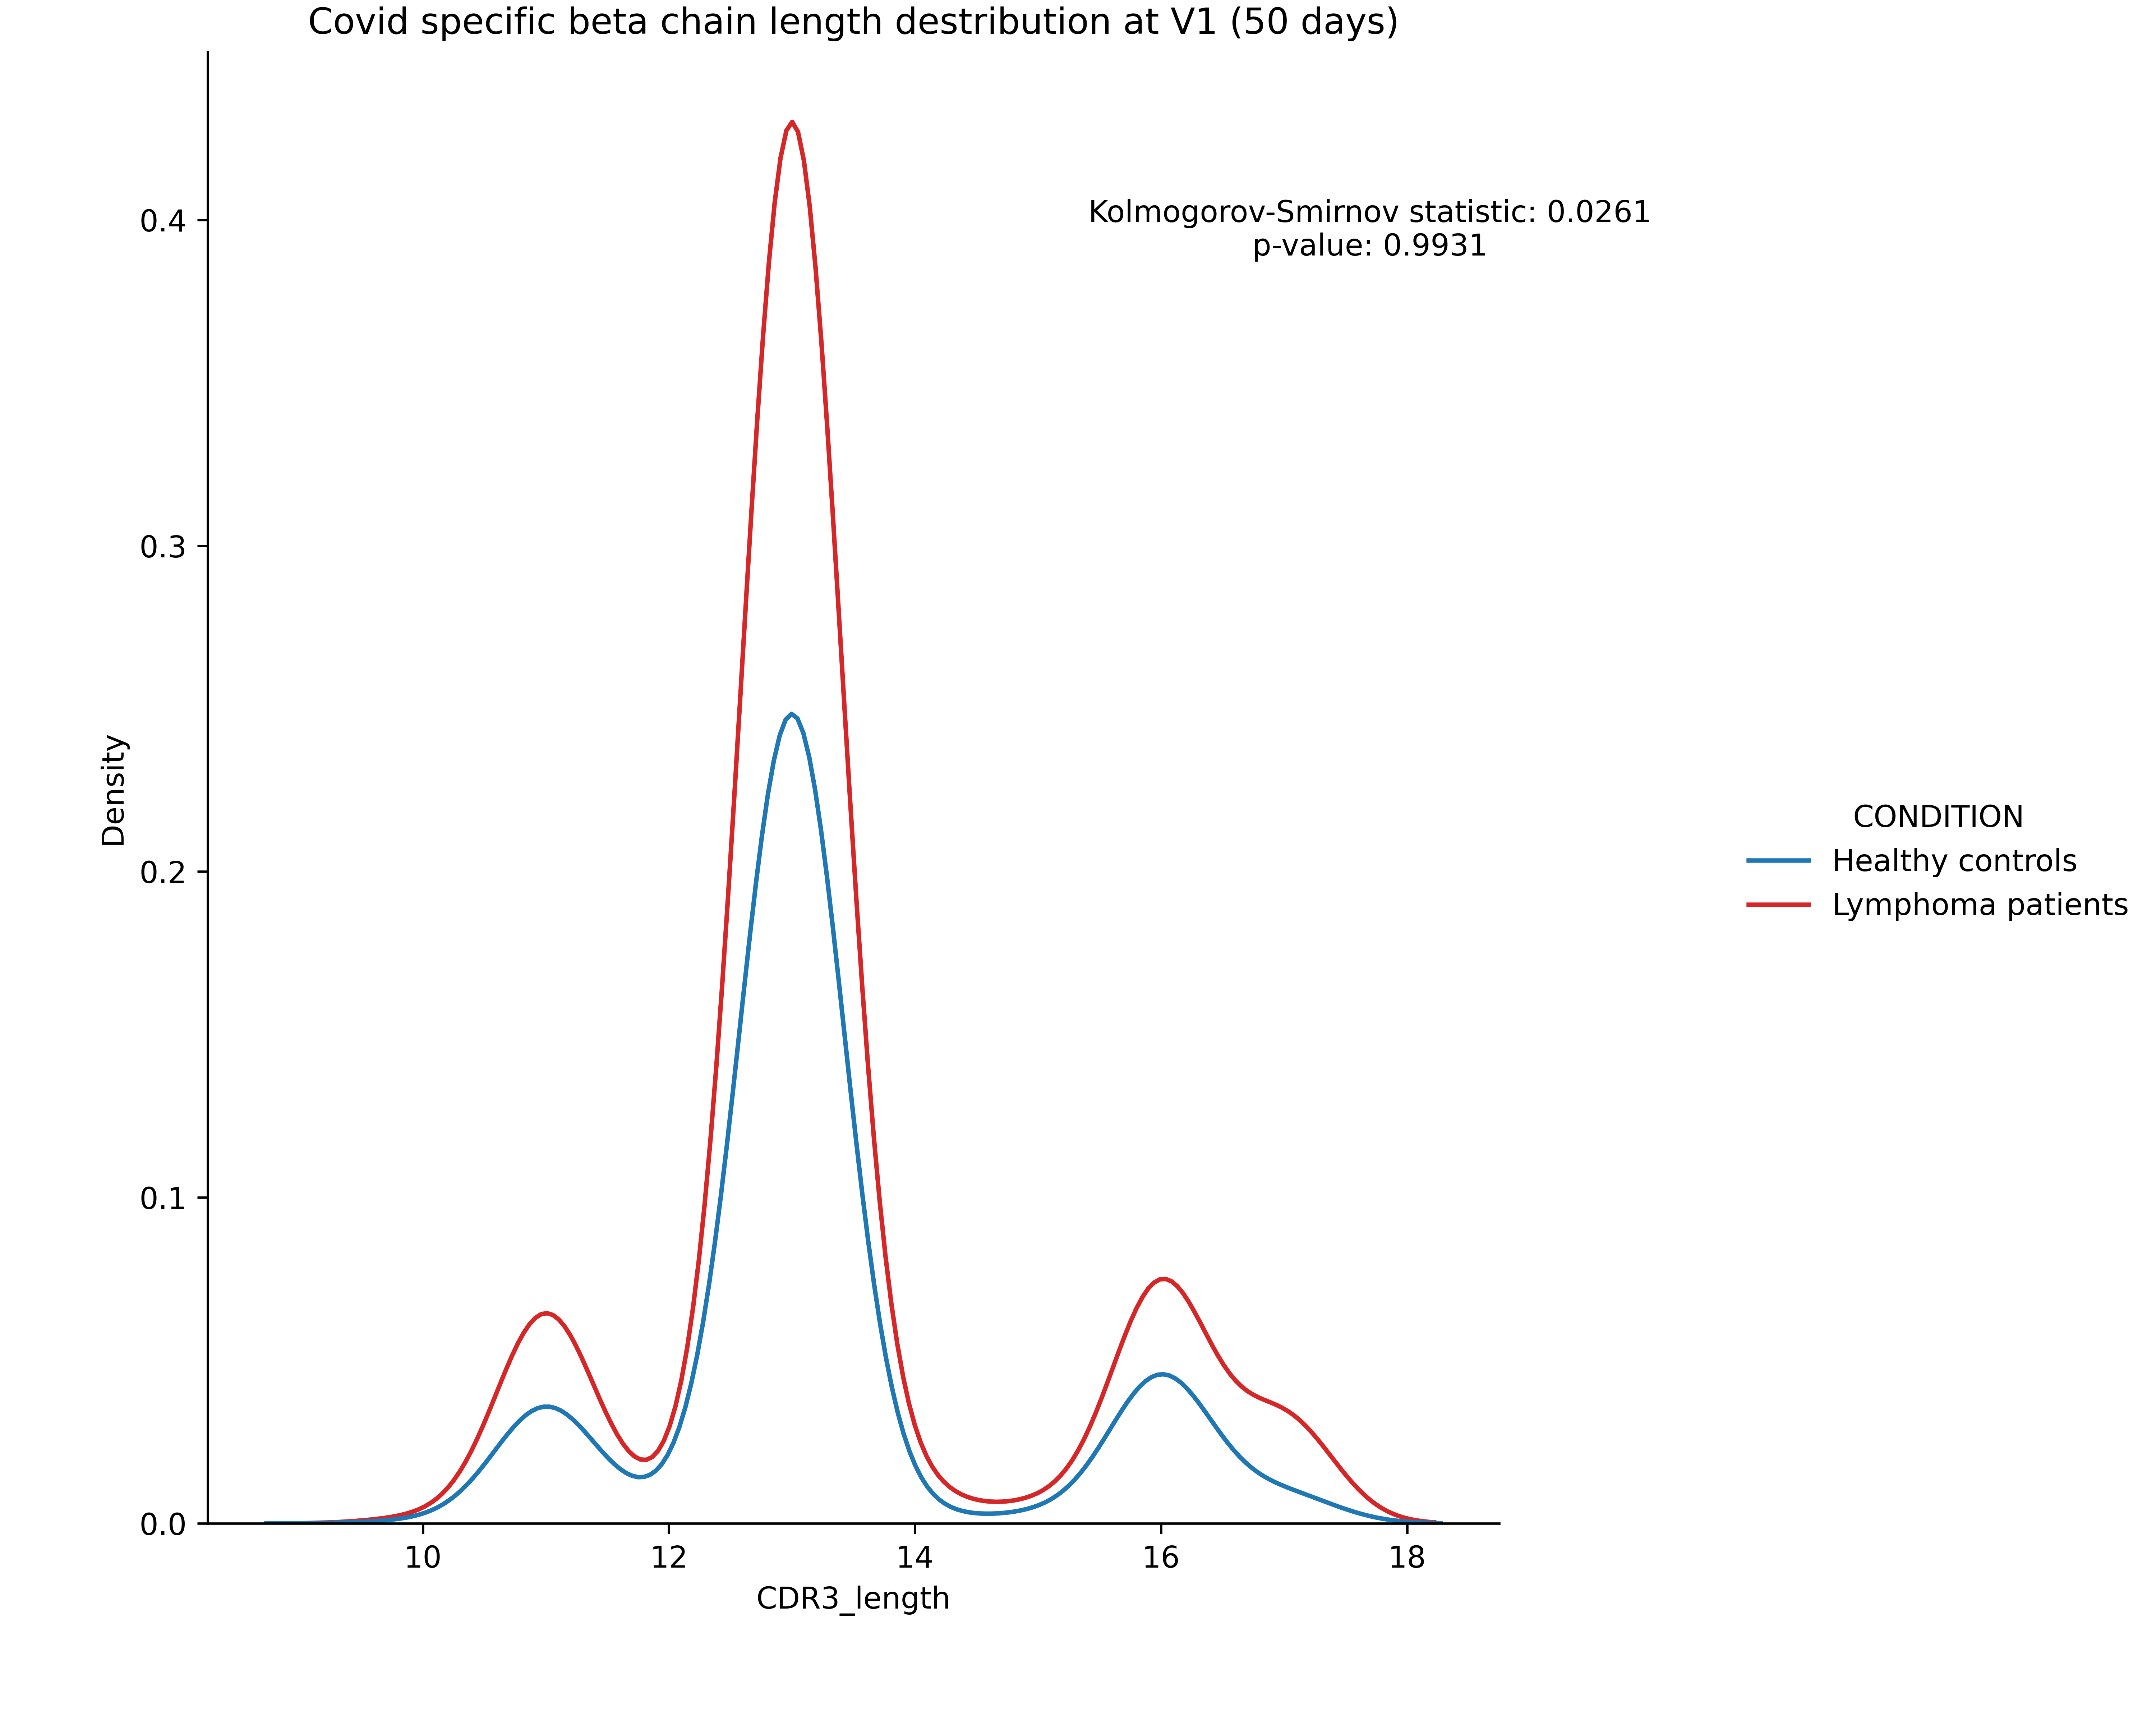 Covid specific beta chain length destribution at V1 (50 days)
Kolmogorov-Smirnov statistic: 0.0261
p-value: 0.9931
0.4
0.3
0.2
0.1
0.0
Density
10 12 14 16 18
CDR3_length
CONDITION
Healthy controls
Lymphoma patients